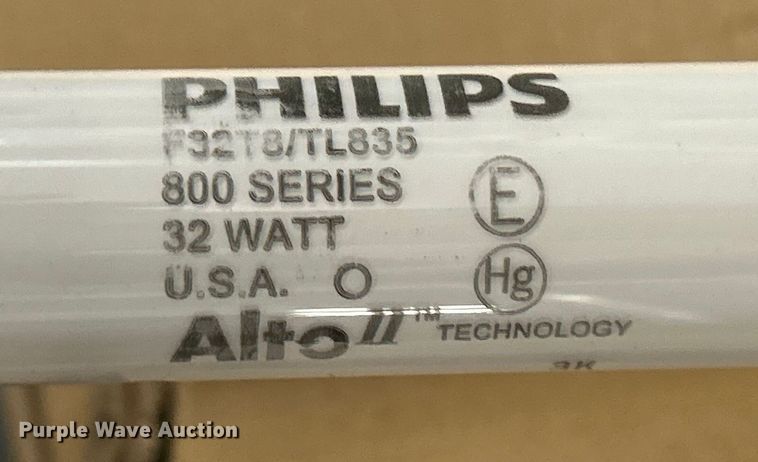 PHILIPS
F32T8/TL835
800 SERIES
E
32 WATT
U.S.A.
Hg
Alto II™ TECHNOLOGY
Purple Wave Auction